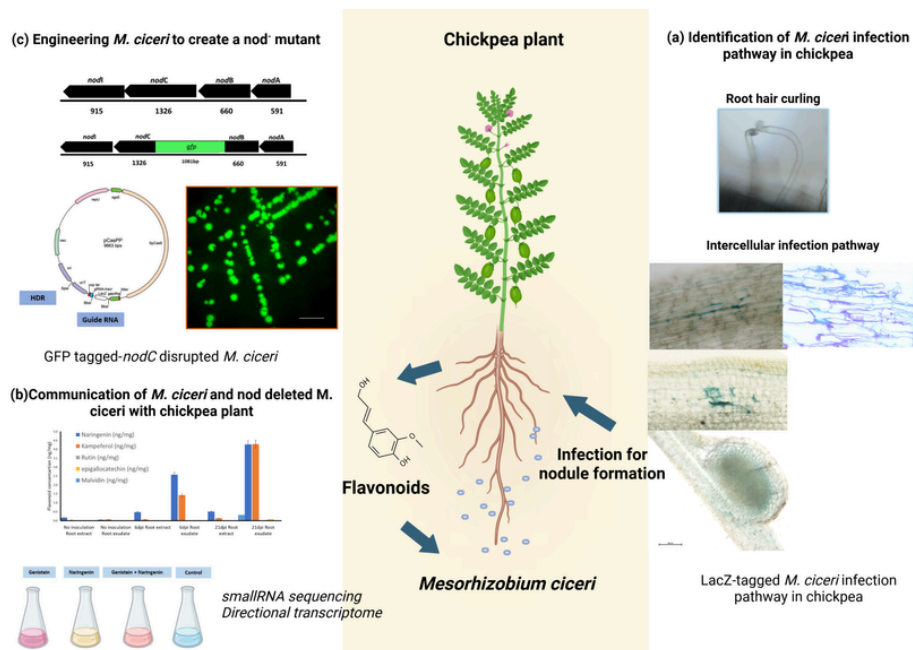 (c) Engineering M. ciceri to create a nod- mutant
nodI nodC nodB nodA
915 1326 660 591
nodI nodC gfp nodB nodA
915 1326 1081bp 660 591
pCasPP
HDR
Guide RNA
GFP tagged-nodC disrupted M. ciceri
(b)Communication of M. ciceri and nod deleted M.
ciceri with chickpea plant
Naringenin (ng/mg)
Kampeferol (ng/mg)
Rutin (ng/mg)
epgallocatechin (ng/mg)
Malvidin (ng/mg)
No inoculation Root extract
No inoculation Root exudate
6dpi Root extract
6dpi Root exudate
21dpi Root extract
21dpi Root exudate
Genistein
Naringenin
Genistein + Naringenin
Control
smallRNA sequencing
Directional transcriptome
Chickpea plant
OH
O
OH
Flavonoids
Infection for
nodule formation
Mesorhizobium ciceri
(a) Identification of M. ciceri infection
pathway in chickpea
Root hair curling
Intercellular infection pathway
LacZ-tagged M. ciceri infection
pathway in chickpea